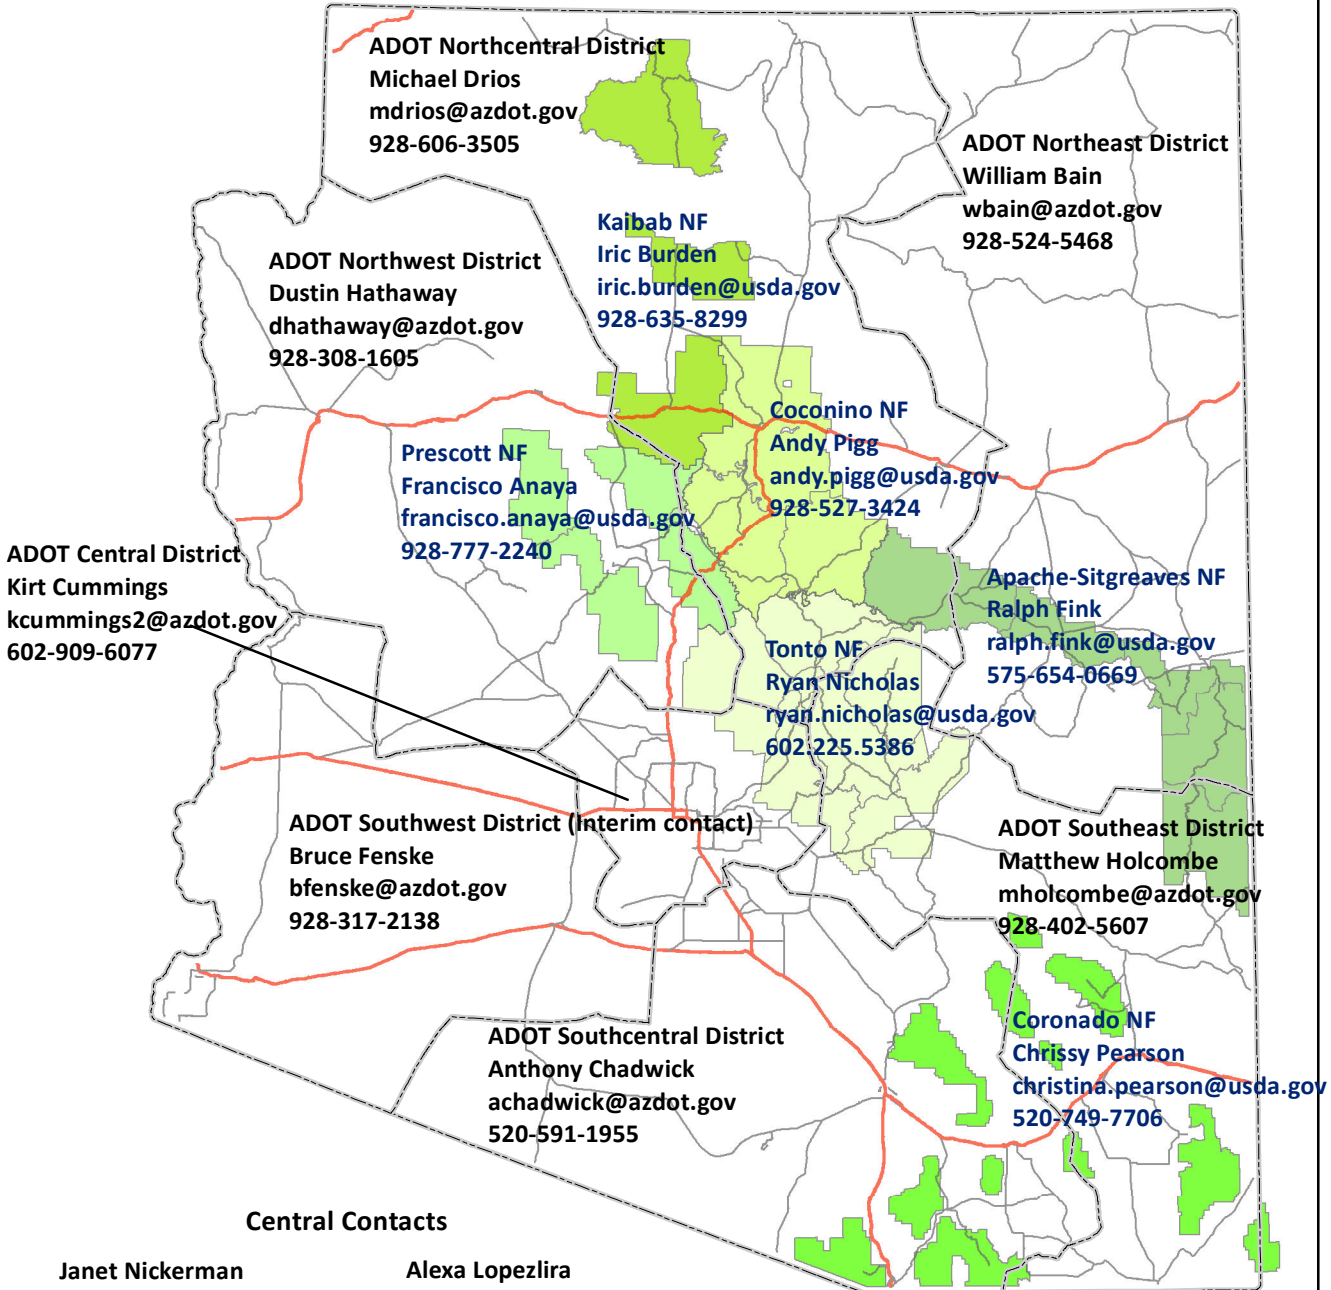 ADOT Northcentral District
Michael Drios
mdrios@azdot.gov
928-606-3505
ADOT Northeast District
William Bain
wbain@azdot.gov
928-524-5468
Kaibab NF
Iric Burden
iric.burden@usda.gov
928-635-8299
ADOT Northwest District
Dustin Hathaway
dhathaway@azdot.gov
928-308-1605
Coconino NF
Andy Pigg
andy.pigg@usda.gov
928-527-3424
Prescott NF
Francisco Anaya
francisco.anaya@usda.gov
928-777-2240
ADOT Central District
Kirt Cummings
kcummings2@azdot.gov
602-909-6077
Apache-Sitgreaves NF
Ralph Fink
ralph.fink@usda.gov
575-654-0669
Tonto NF
Ryan Nicholas
ryan.nicholas@usda.gov
602.225.5386
ADOT Southwest District (Interim contact)
Bruce Fenske
bfenske@azdot.gov
928-317-2138
ADOT Southeast District
Matthew Holcombe
mholcombe@azdot.gov
928-402-5607
Coronado NF
Chrissy Pearson
christina.pearson@usda.gov
520-749-7706
ADOT Southcentral District
Anthony Chadwick
achadwick@azdot.gov
520-591-1955
Central Contacts
Janet Nickerman
Alexa Lopezlira